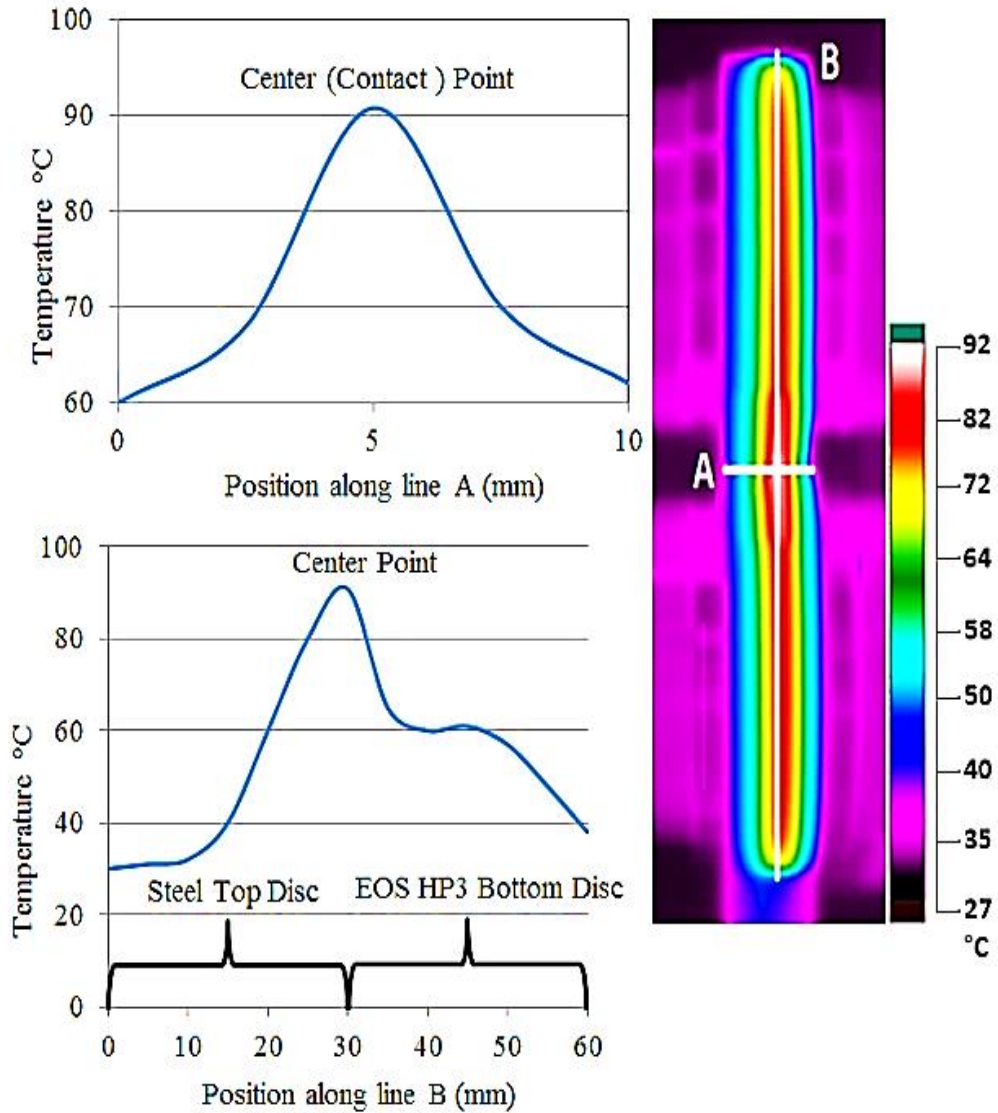 100
90
80
70
60
Temperature °C
Center (Contact ) Point
0 5 10
Position along line A (mm)
100
80
60
40
20
0
Temperature °C
Center Point
Steel Top Disc EOS HP3 Bottom Disc
0 10 20 30 40 50 60
Position along line B (mm)
B
A
92
82
72
64
58
50
40
35
27
°C